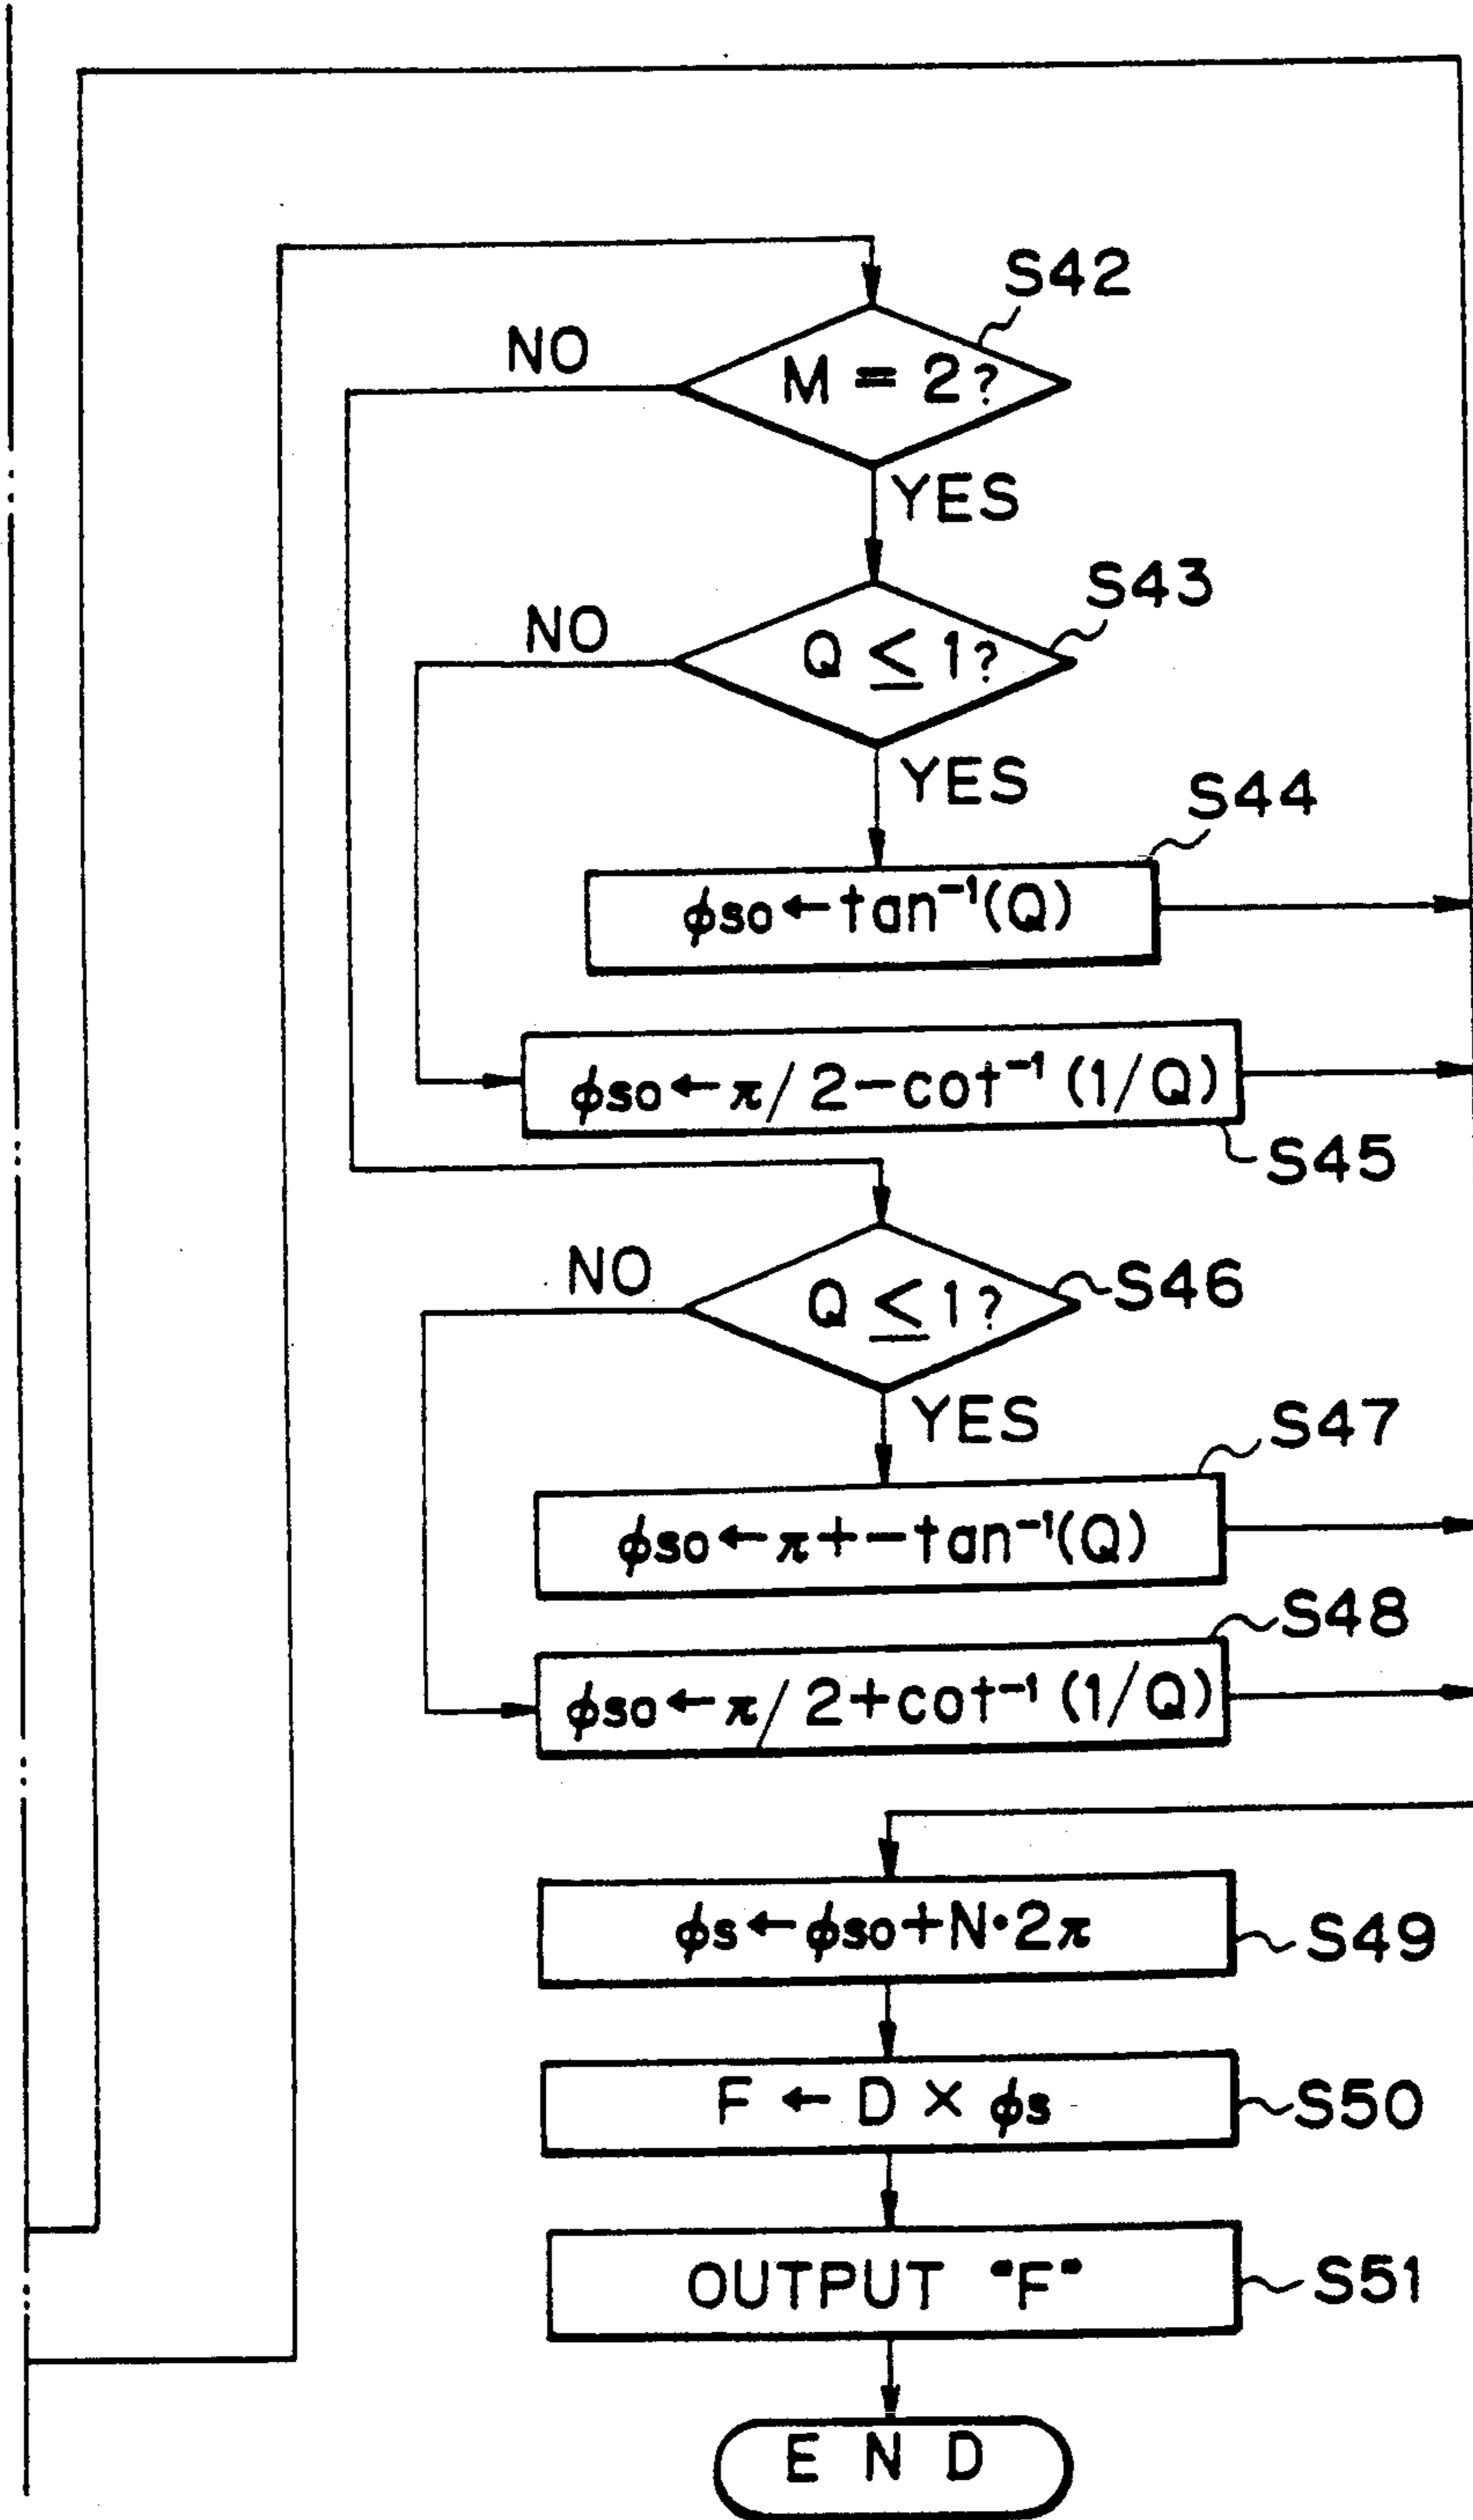 S42
NO
M = 2?
YES
S43
NO
Q ≤ 1?
YES
S44
ϕso←tan⁻¹(Q)
ϕso←π/2−cot⁻¹(1/Q)
S45
NO
Q ≤ 1?
S46
YES
S47
ϕso←π+−tan⁻¹(Q)
S48
ϕso←π/2+cot⁻¹(1/Q)
ϕs←ϕso+N·2π
S49
F ← D × ϕs
S50
OUTPUT "F"
S51
END